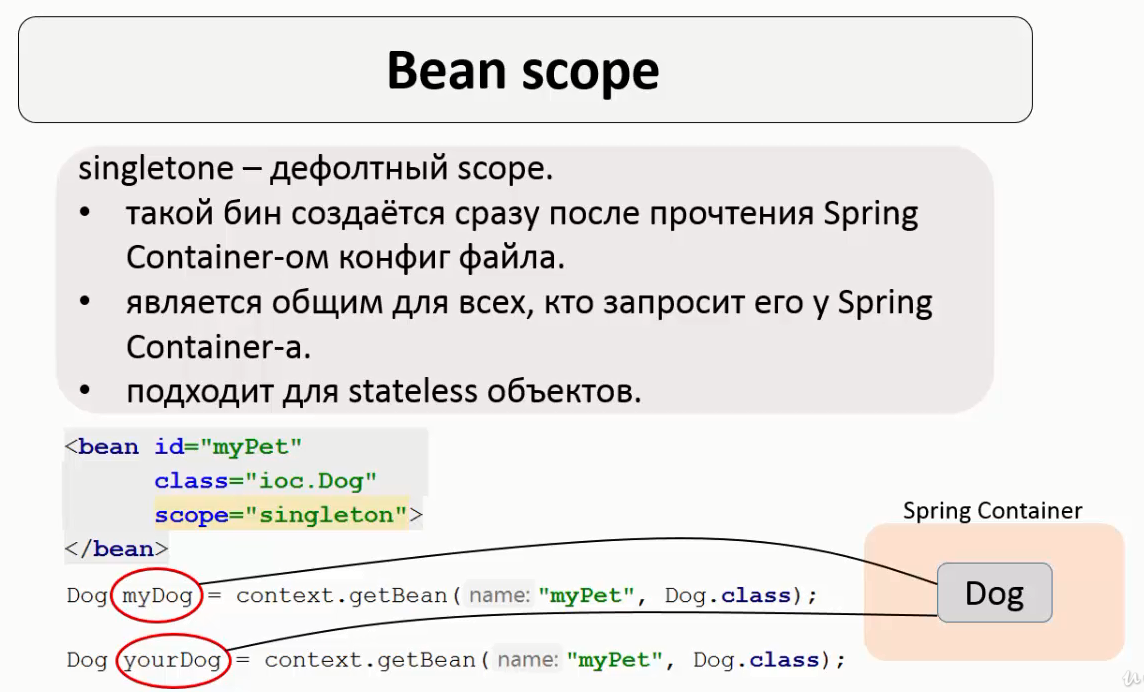 Bean scope
singletone – дефолтный scope.
• такой бин создаётся сразу после прочтения Spring
Container-ом конфиг файла.
• является общим для всех, кто запросит его у Spring
Container-а.
• подходит для stateless объектов.
<bean id="myPet"
class="ioc.Dog"
scope="singleton">
</bean>
Spring Container
Dog
Dog myDog = context.getBean( name: "myPet", Dog.class);
Dog yourDog = context.getBean( name: "myPet", Dog.class);